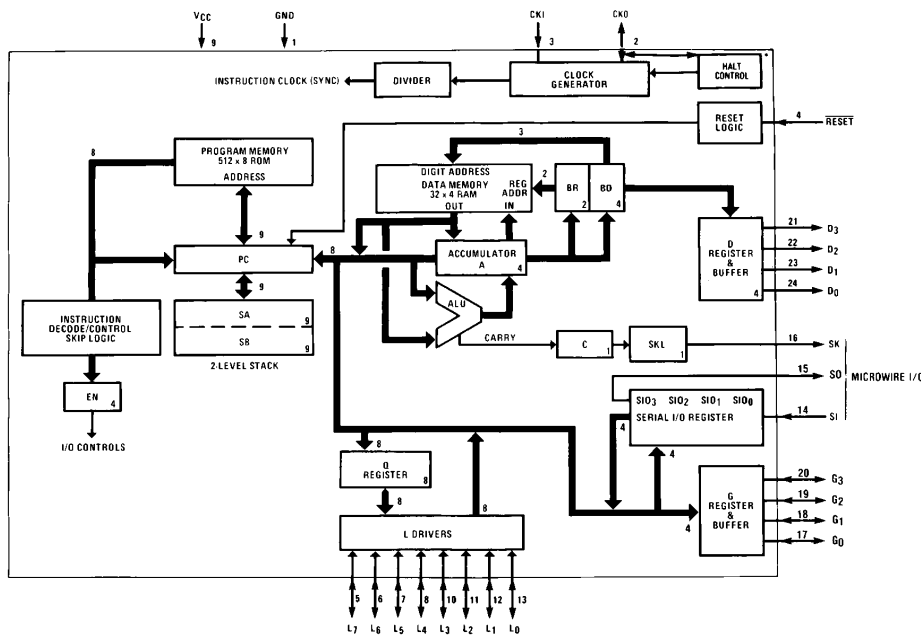 VCC GND CKI CKO
9 1 3 2
*
INSTRUCTION CLOCK (SYNC)
DIVIDER
CLOCK
GENERATOR
HALT
CONTROL
RESET
LOGIC
4
RESET
8
PROGRAM MEMORY
512 x 8 ROM
ADDRESS
3
DIGIT ADDRESS
DATA MEMORY
32 x 4 RAM
OUT
REG
ADDR
IN
2
BR
2
BD
4
9
PC
8
ACCUMULATOR
A
4
D
REGISTER
&
BUFFER
4
21 D3
22 D2
23 D1
24 D0
9
SA
9
SB
9
2-LEVEL STACK
INSTRUCTION
DECODE/CONTROL
SKIP LOGIC
ALU
CARRY
C
1
SKL
1
16 SK
15 SO
MICROWIRE I/O
14 SI
EN
4
I/O CONTROLS
SIO3 SIO2 SIO1 SIO0
SERIAL I/O REGISTER
4
4
8
Q
REGISTER
8
8
8
L DRIVERS
4
G
REGISTER
&
BUFFER
20 G3
19 G2
18 G1
17 G0
5 6 7 8 10 11 12 13
L7 L6 L5 L4 L3 L2 L1 L0